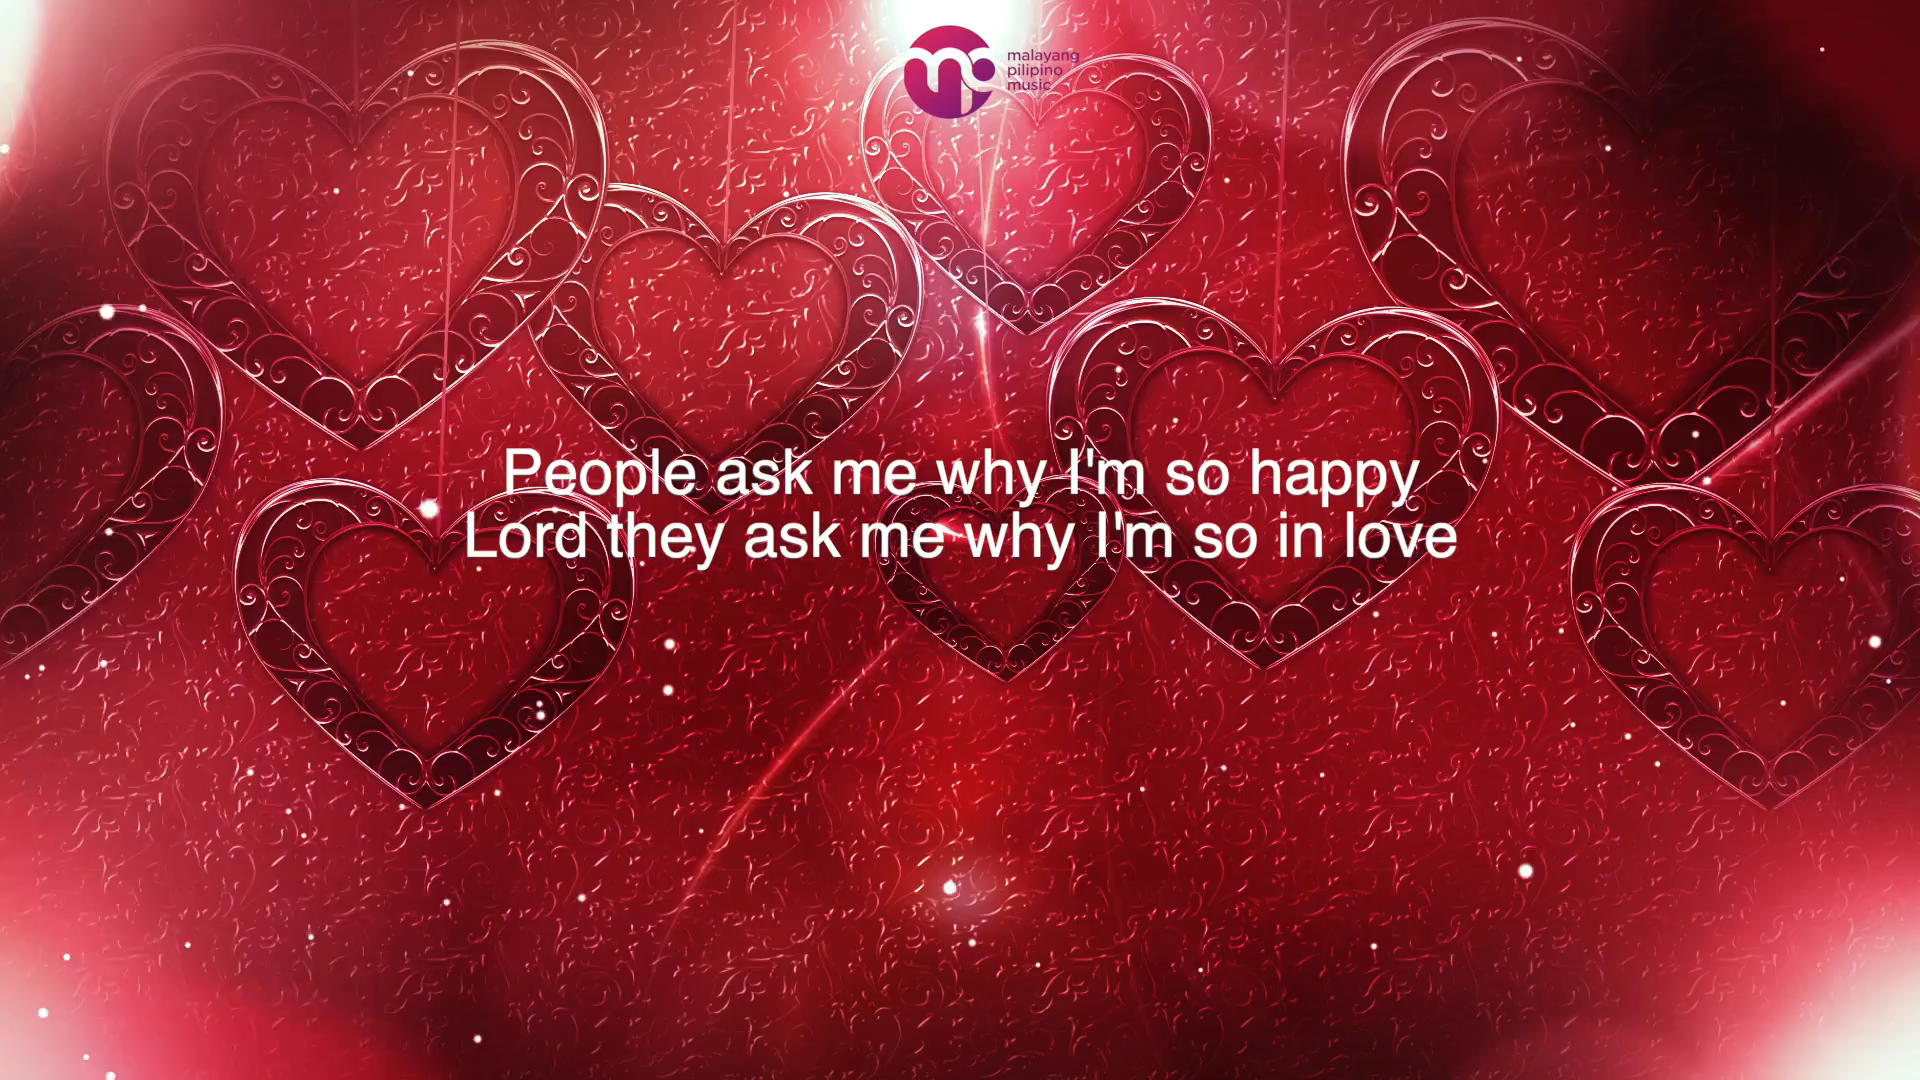 malayang
pilipino
music
People ask me why I'm so happy
Lord they ask me why I'm so in love